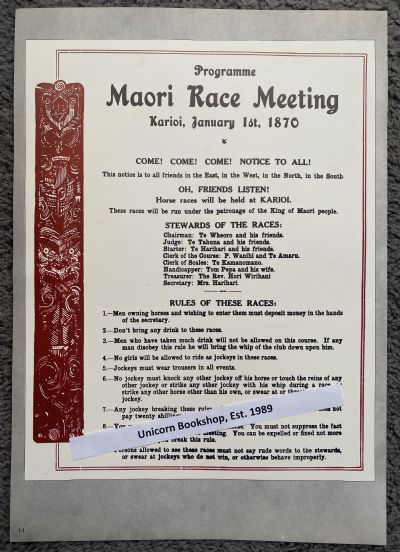 Programme
Maori Race Meeting
Karioi, January 1st, 1870
COME! COME! COME! NOTICE TO ALL!
This notice is to all friends in the East, in the West, in the North, in the South
OH, FRIENDS LISTEN!
Horse races will be held at KARIOI.
These races will be run under the patronage of the King of Maori people.
STEWARDS OF THE RACES:
Chairman: Te Wheoro and his friends.
Judge: Te Tahuna and his friends.
Starter: Te Harihari and his friends.
Clerk of the Course: P. Wanihi and Te Amaru.
Clerk of Scales: Te Kamanomano.
Handicapper: Tom Pepa and his wife.
Treasurer: The Rev. Hori Wirihani
Secretary: Mrs. Harihari.
RULES OF THESE RACES:
1.—Men owning horses and wishing to enter them must deposit money in the hands
of the secretary.
2.—Don't bring any drink to these races.
3.—Men who have taken much drink will not be allowed on this course. If any
man disobey this rule he will bring the whip of the club down upon him.
4.—No girls will be allowed to ride as jockeys in these races.
5.—Jockeys must wear trousers in all events.
6.—No jockey must knock any other jockey off his horse or touch the reins of any
other jockey or strike any other jockey with his whip during a race
strike any other horse other than his own, or swear at or
jockey.
7.—Any jockey breaking these rules not
pay twenty
Unicorn Bookshop, Est. 1989
8. You must not suppress the fact
meeting. You can be expelled or fined not more
break this rule.
allowed to see these races must not say rude words to the stewards,
or swear at jockeys who do not win, or otherwise behave improperly.
14